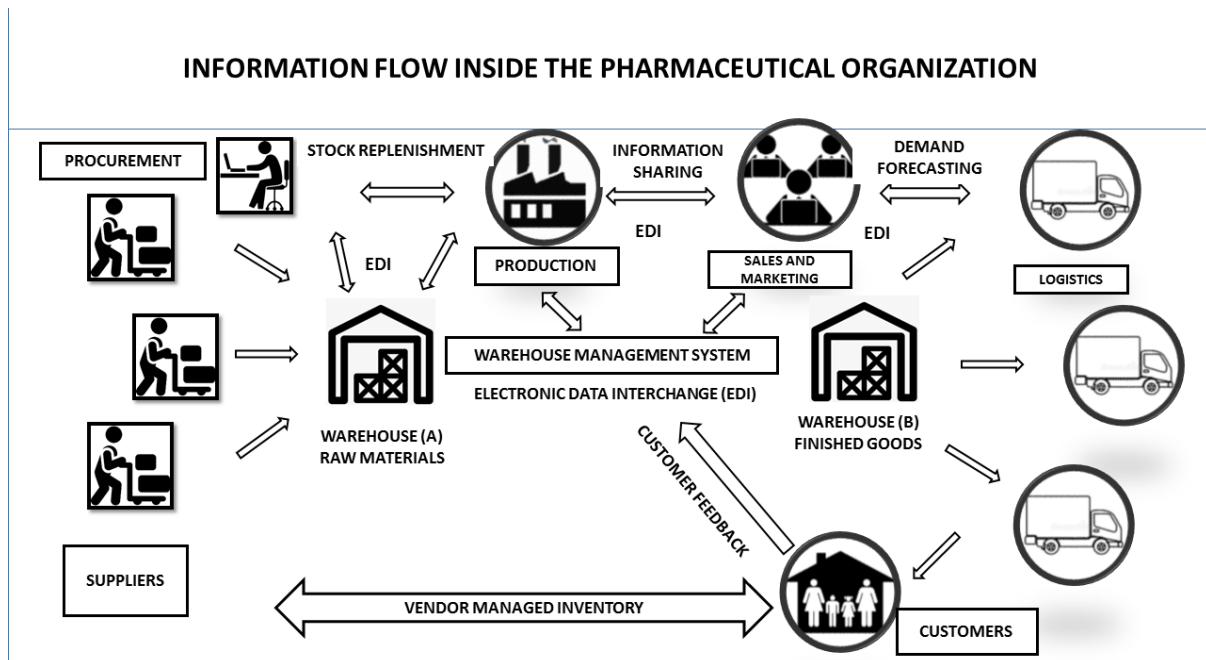 INFORMATION FLOW INSIDE THE PHARMACEUTICAL ORGANIZATION
PROCUREMENT
STOCK REPLENISHMENT
INFORMATION
SHARING
DEMAND
FORECASTING
EDI
EDI
EDI
PRODUCTION
SALES AND
MARKETING
LOGISTICS
WAREHOUSE MANAGEMENT SYSTEM
ELECTRONIC DATA INTERCHANGE (EDI)
WAREHOUSE (A)
RAW MATERIALS
WAREHOUSE (B)
FINISHED GOODS
CUSTOMER FEEDBACK
SUPPLIERS
VENDOR MANAGED INVENTORY
CUSTOMERS